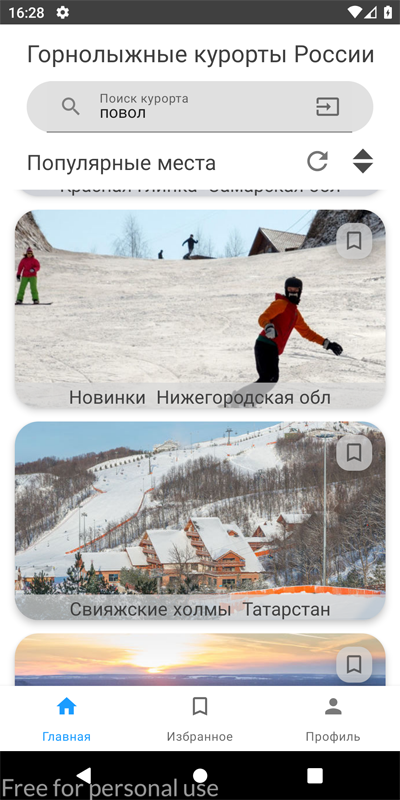 16:28
Горнолыжные курорты России
Поиск курорта
повол
Популярные места
Красная Глинка Самарская обл
Новинки Нижегородская обл
Свияжские холмы Татарстан
Главная Избранное Профиль
Free for personal use